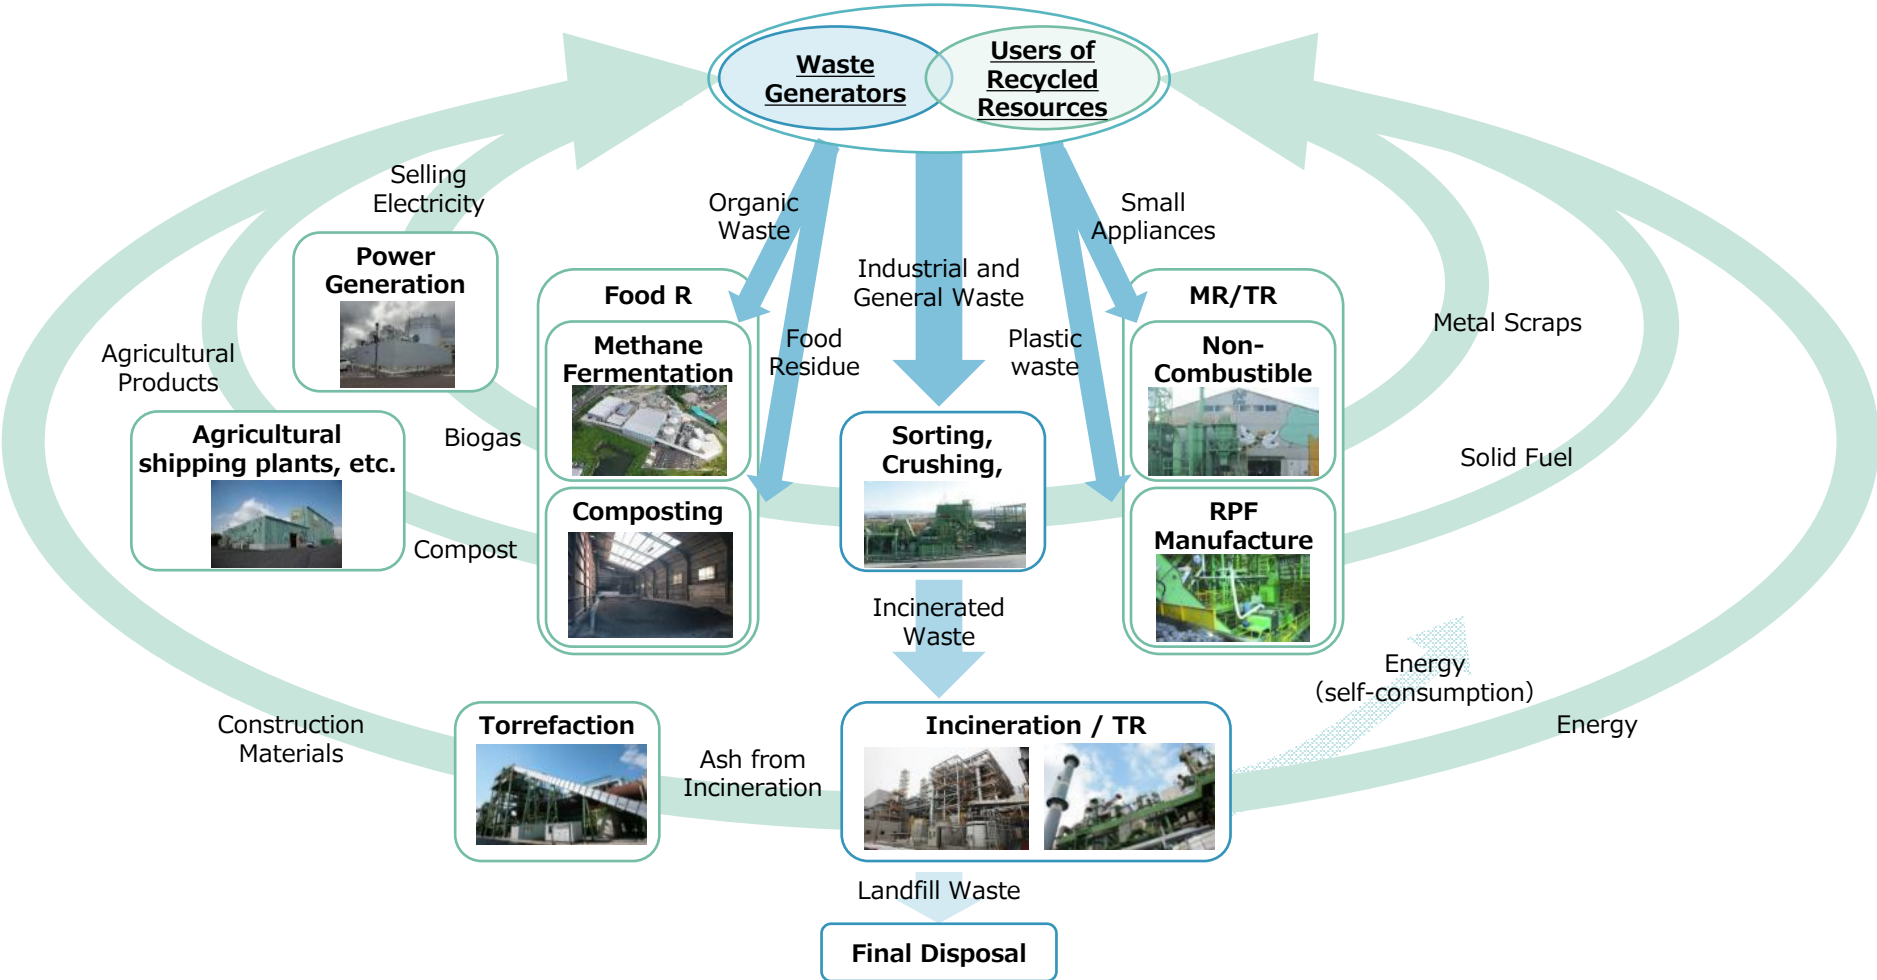 Waste
Generators
Users of
Recycled
Resources
Selling
Electricity
Organic
Waste
Small
Appliances
Power
Generation
Food R
Industrial and
General Waste
MR/TR
Metal Scraps
Agricultural
Products
Methane
Fermentation
Food
Residue
Plastic
waste
Non-
Combustible
Agricultural
shipping plants, etc.
Biogas
Sorting,
Crushing,
Solid Fuel
Composting
Compost
RPF
Manufacture
Incinerated
Waste
Energy
(self-consumption)
Construction
Materials
Torrefaction
Ash from
Incineration
Incineration / TR
Energy
Landfill Waste
Final Disposal